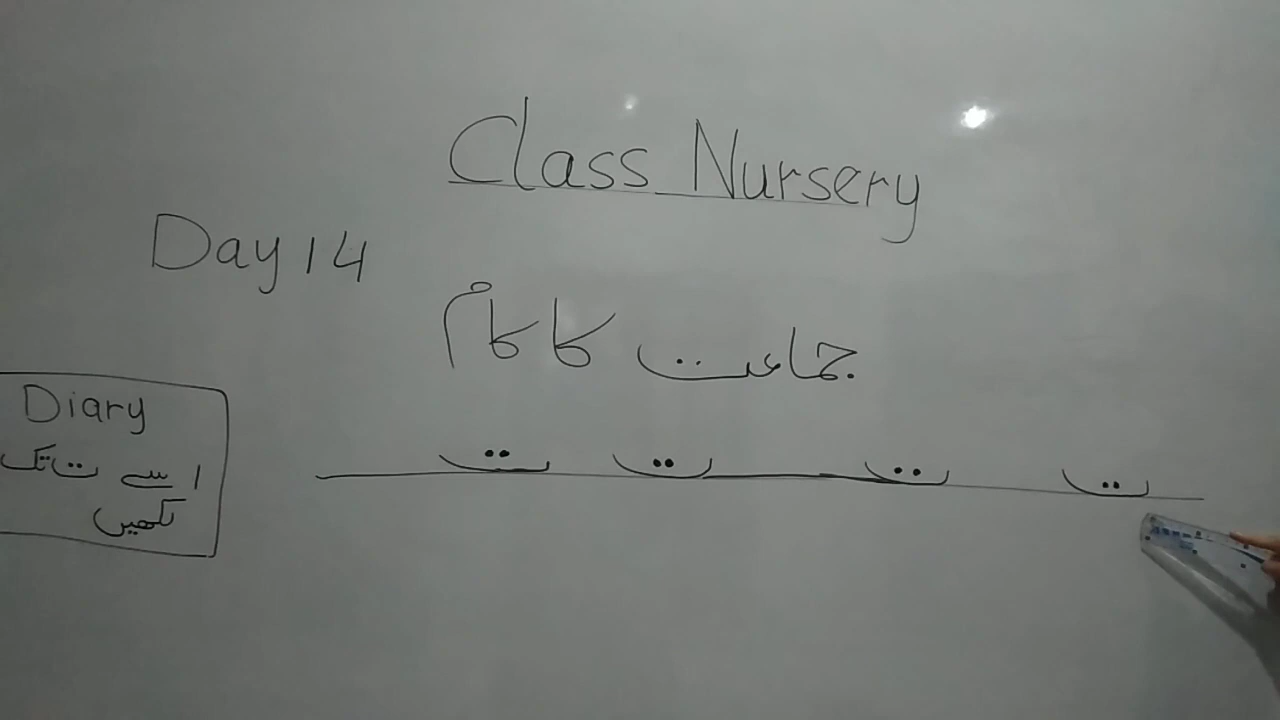 Class Nursery
Day 14
جماعت کا کام
ت ت ت ت
Diary
ا سے ت تک
لکھیں